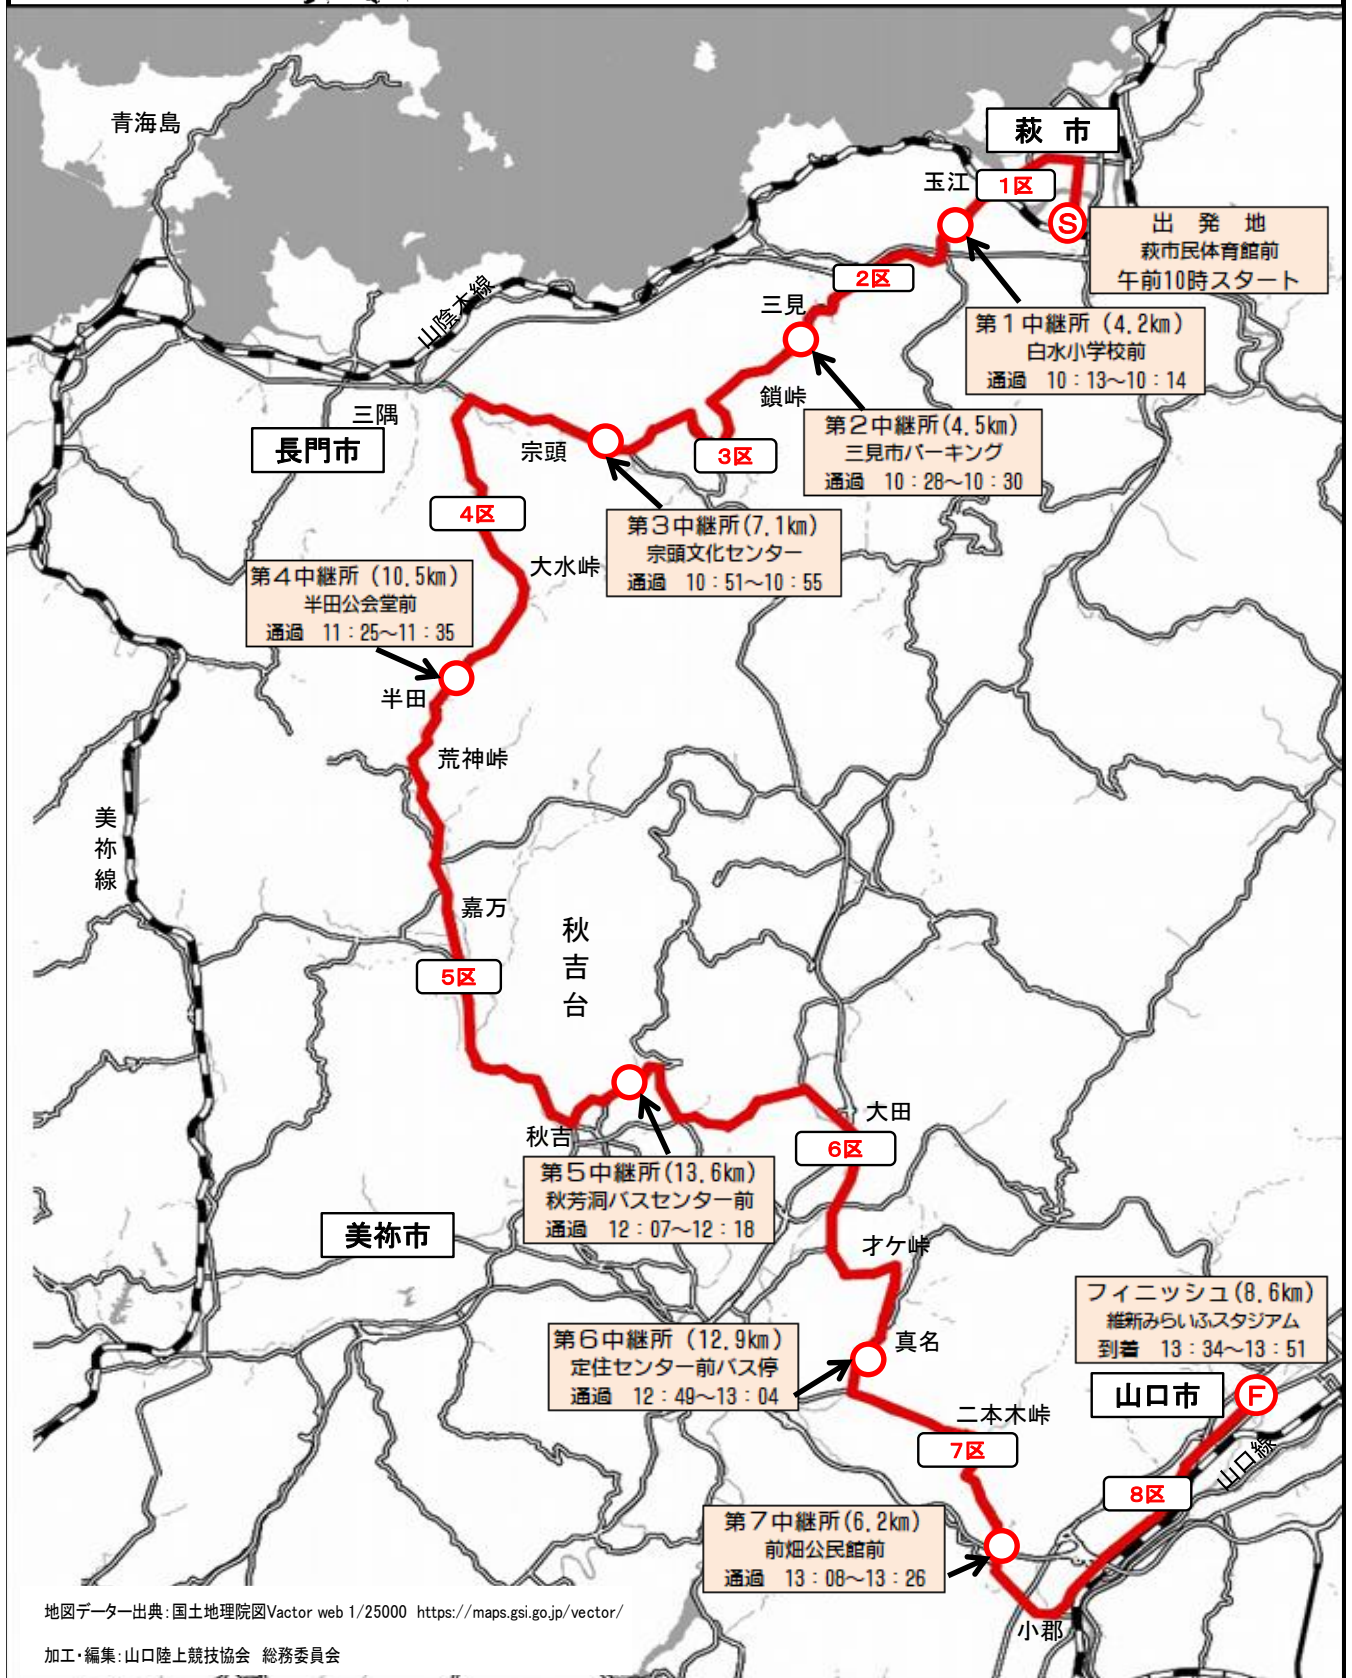 青海島
萩 市
玉江
1区
S
出 発 地
萩市民体育館前
午前10時スタート
2区
山陰本線
三見
第1中継所(4.2km)
白水小学校前
通過 10：13～10：14
鎖峠
三隅
長門市
宗頭
3区
第2中継所(4.5km)
三見市パーキング
通過 10：28～10：30
4区
第3中継所(7.1km)
宗頭文化センター
通過 10：51～10：55
大水峠
第4中継所(10.5km)
半田公会堂前
通過 11：25～11：35
半田
荒神峠
美祢線
嘉万
秋吉台
5区
大田
秋吉
6区
第5中継所(13.6km)
秋芳洞バスセンター前
通過 12：07～12：18
美祢市
才ケ峠
フィニッシュ(8.6km)
維新みらいふスタジアム
到着 13：34～13：51
第6中継所(12.9km)
定住センター前バス停
通過 12：49～13：04
真名
山口市
F
二本木峠
7区
山口線
8区
第7中継所(6.2km)
前畑公民館前
通過 13：08～13：26
小郡
地図データー出典：国土地理院図Vactor web 1/25000 https://maps.gsi.go.jp/vector/
加工・編集：山口陸上競技協会 総務委員会